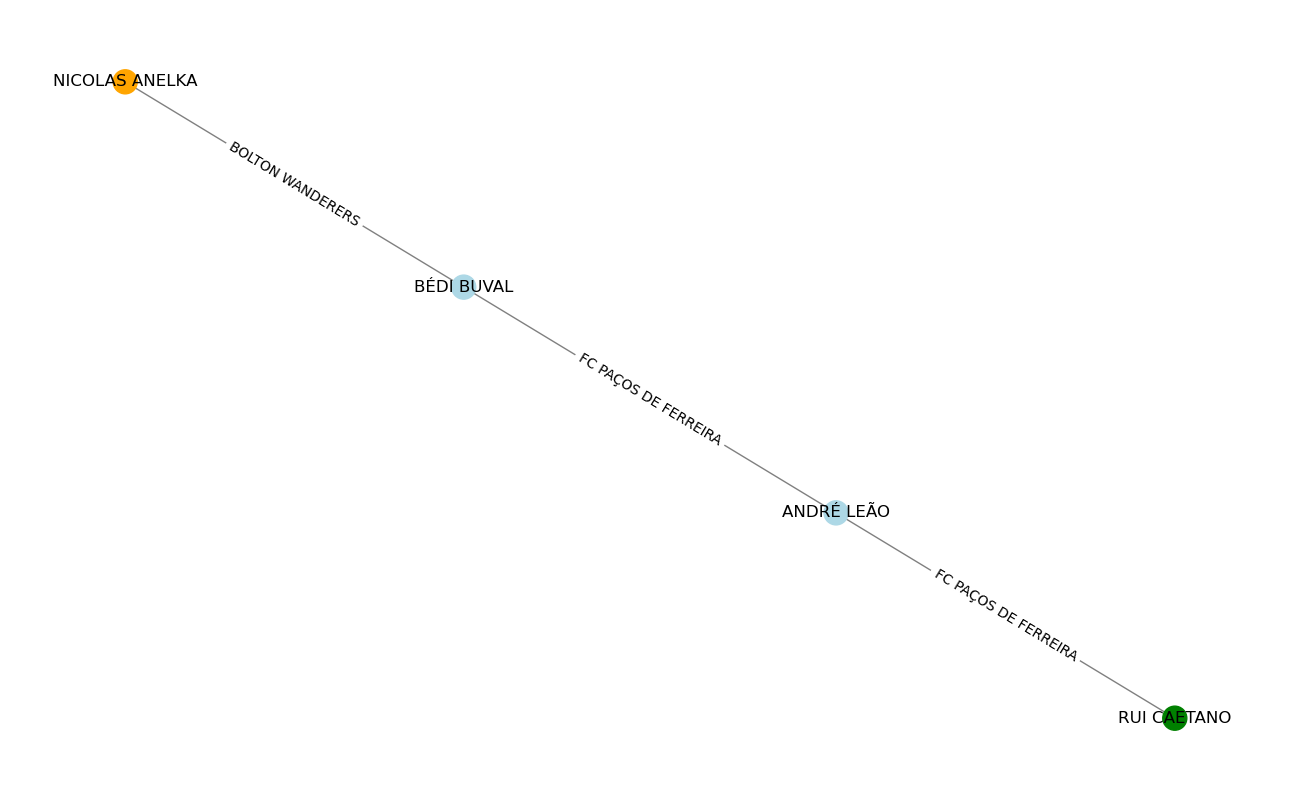 NICOLAS ANELKA
BOLTON WANDERERS
BÉDI BUVAL
FC PAÇOS DE FERREIRA
ANDRÉ LEÃO
FC PAÇOS DE FERREIRA
RUI CAETANO